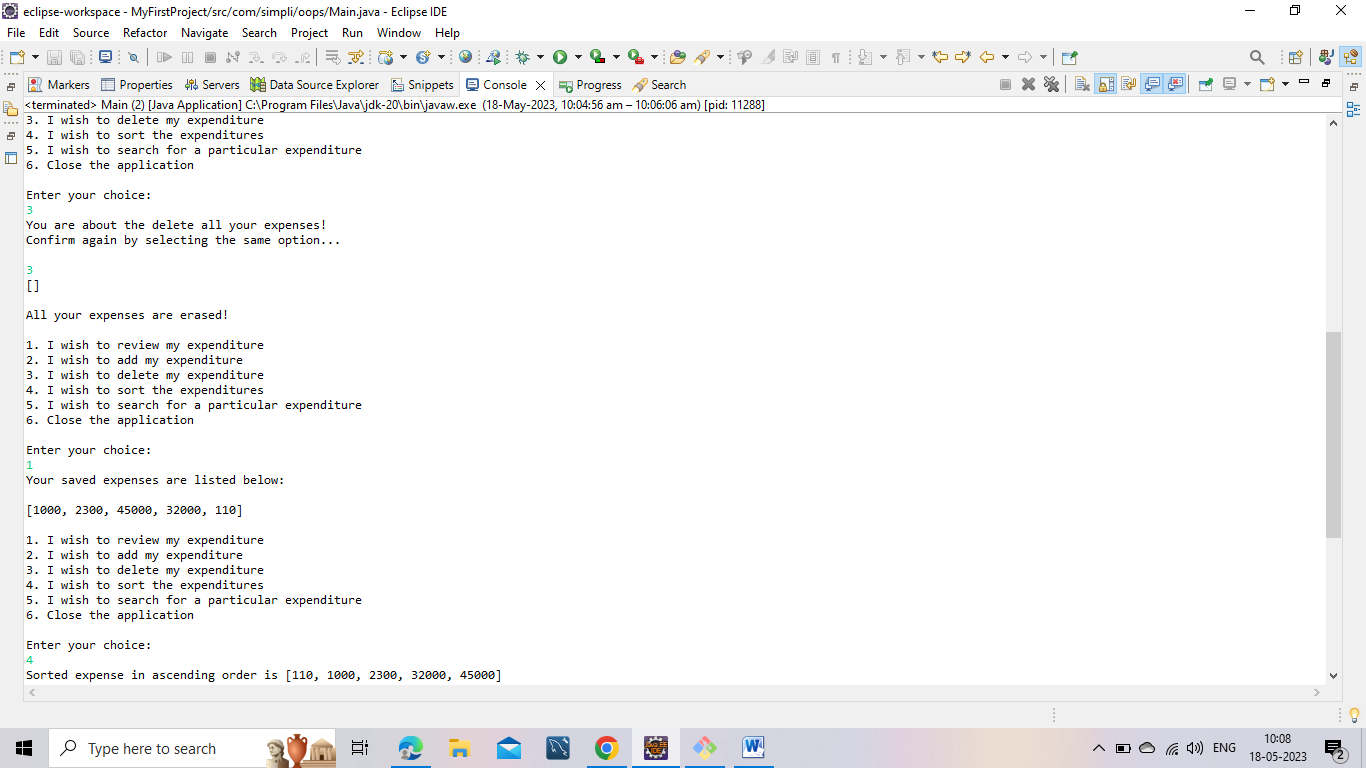 eclipse-workspace - MyFirstProject/src/com/simpli/oops/Main.java - Eclipse IDE
File Edit Source Refactor Navigate Search Project Run Window Help
Markers Properties Servers Data Source Explorer Snippets Console Progress Search
<terminated> Main (2) [Java Application] C:\Program Files\Java\jdk-20\bin\javaw.exe (18-May-2023, 10:04:56 am – 10:06:06 am) [pid: 11288]
3. I wish to delete my expenditure
4. I wish to sort the expenditures
5. I wish to search for a particular expenditure
6. Close the application
Enter your choice:
3
You are about the delete all your expenses!
Confirm again by selecting the same option...
3
[]
All your expenses are erased!
1. I wish to review my expenditure
2. I wish to add my expenditure
3. I wish to delete my expenditure
4. I wish to sort the expenditures
5. I wish to search for a particular expenditure
6. Close the application
Enter your choice:
1
Your saved expenses are listed below:
[1000, 2300, 45000, 32000, 110]
1. I wish to review my expenditure
2. I wish to add my expenditure
3. I wish to delete my expenditure
4. I wish to sort the expenditures
5. I wish to search for a particular expenditure
6. Close the application
Enter your choice:
4
Sorted expense in ascending order is [110, 1000, 2300, 32000, 45000]
Type here to search
ENG
10:08
18-05-2023
2